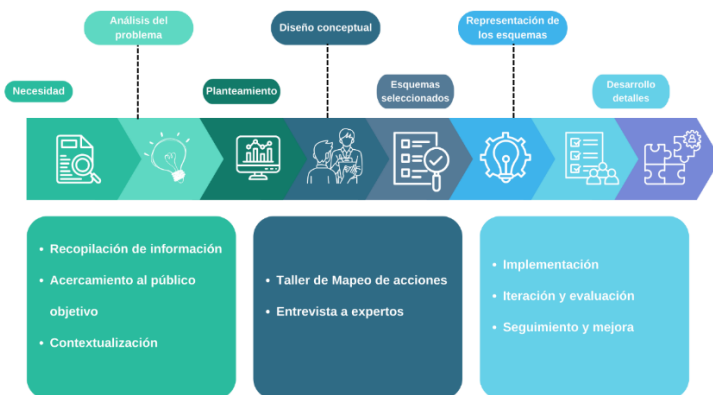 Análisis del
problema
Diseño conceptual
Representación de
los esquemas
Necesidad
Planteamiento
Esquemas
seleccionados
Desarrollo
detalles
• Recopilación de información
• Acercamiento al público
objetivo
• Contextualización
• Taller de Mapeo de acciones
• Entrevista a expertos
• Implementación
• Iteración y evaluación
• Seguimiento y mejora